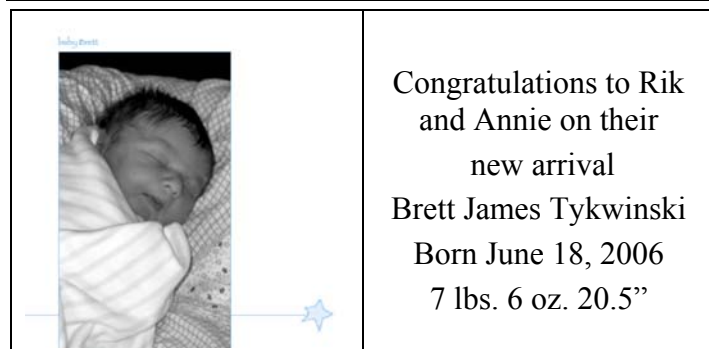 baby Brett
Congratulations to Rik
and Annie on their
new arrival
Brett James Tykwinski
Born June 18, 2006
7 lbs. 6 oz. 20.5”